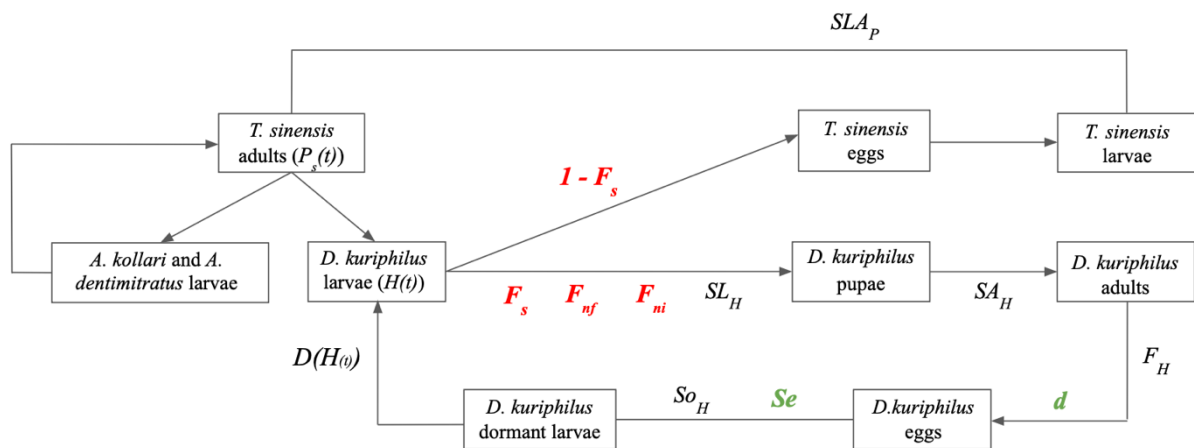 SLA_P
T. sinensis
adults (P_s(t))
T. sinensis
eggs
T. sinensis
larvae
1 - F_s
A. kollari and A.
dentimitratus larvae
D. kuriphilus
larvae (H(t))
D. kuriphilus
pupae
D. kuriphilus
adults
F_s F_nf F_ni SL_H
SA_H
D(H(t))
F_H
So_H Se
d
D. kuriphilus
dormant larvae
D.kuriphilus
eggs